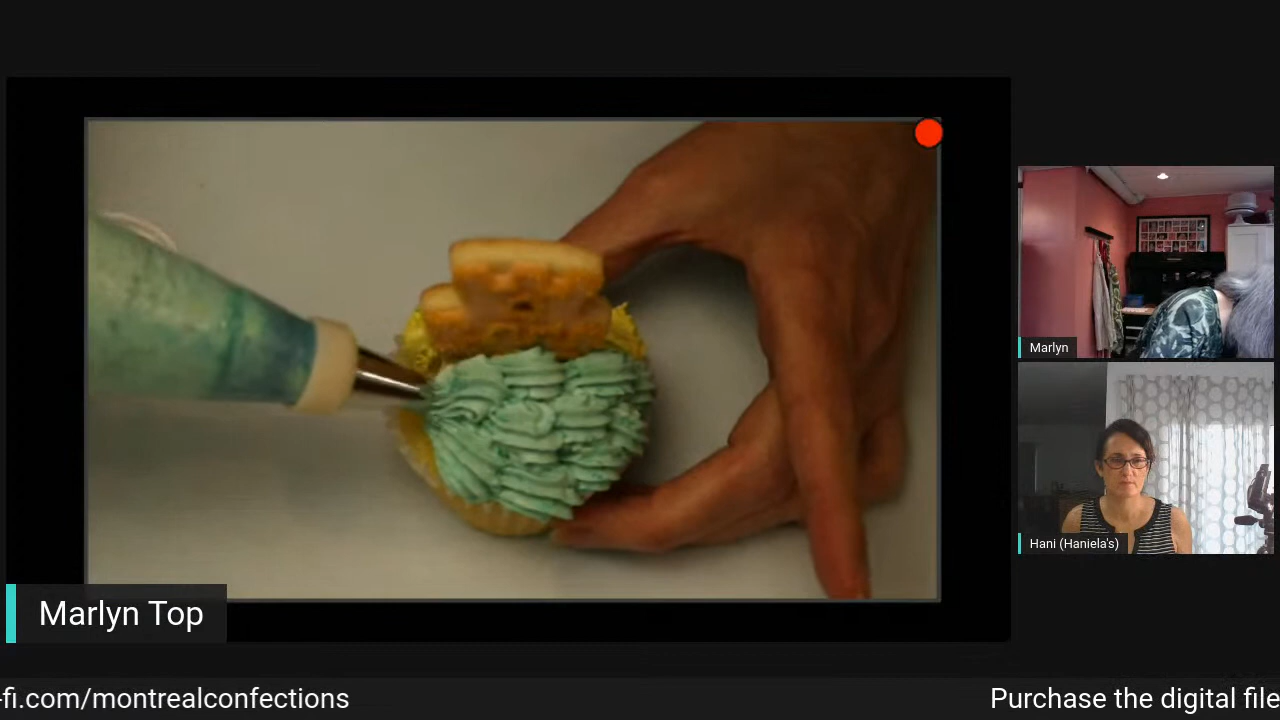 Marlyn
Hani (Haniela's)
Marlyn Top
-fi.com/montrealconfections
Purchase the digital file